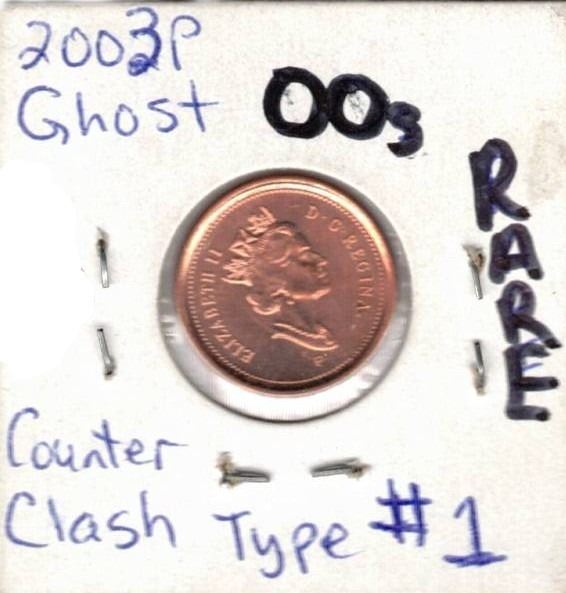 2003P
Ghost
00s
RARE
ELIZABETH II
D·G·REGINA
P
Counter
Clash Type #1